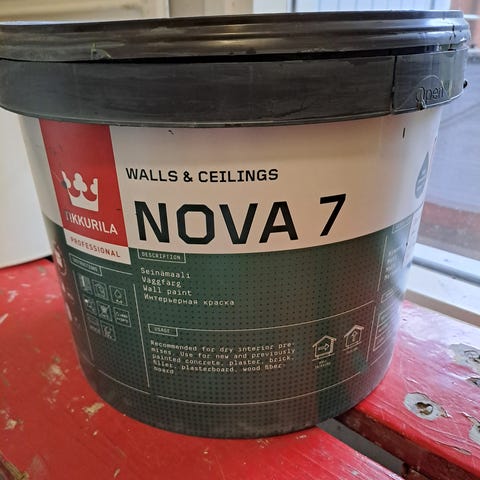 Open
TIKKURILA
PROFESSIONAL
WALLS & CEILINGS
NOVA 7
DESCRIPTION
Seinämaali
Väggfärg
Wall paint
Интерьерная краска
USAGE
Recommended for dry interior pre-
mises. Use for new and previously
painted concrete, plaster, brick,
filler, plasterboard, wood fiber-
board